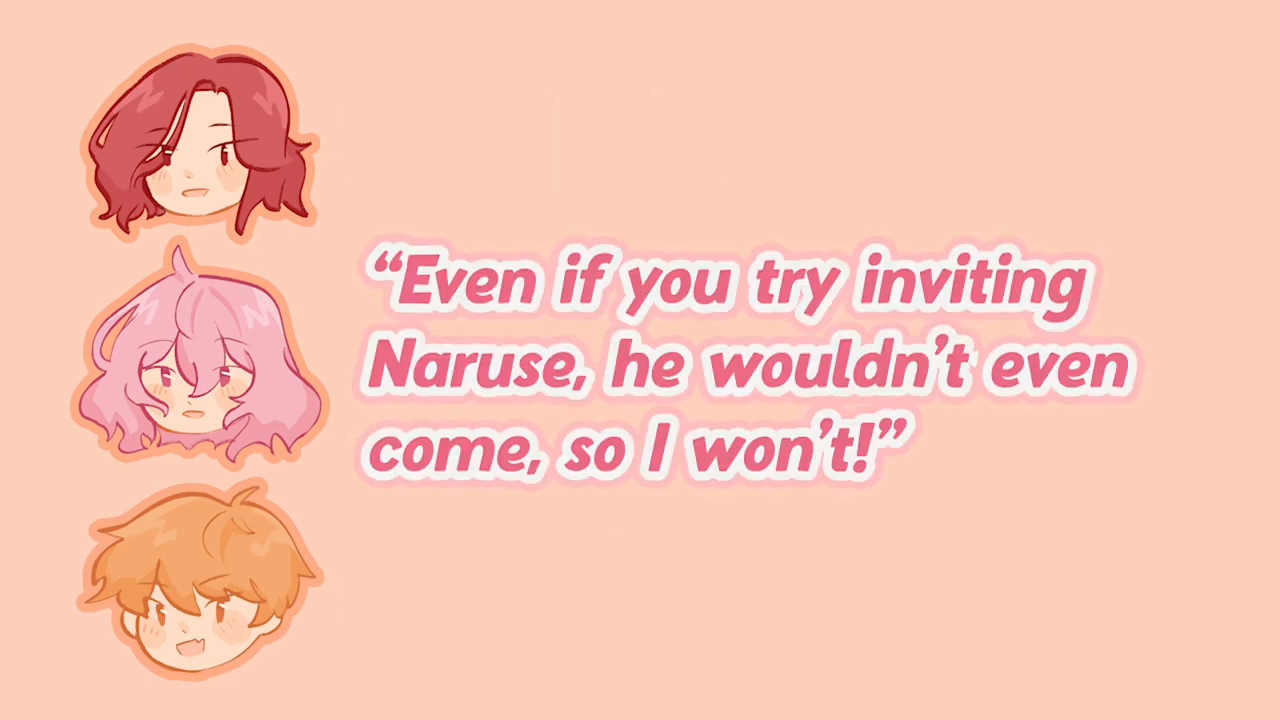 “Even if you try inviting
Naruse, he wouldn’t even
come, so I won’t!”